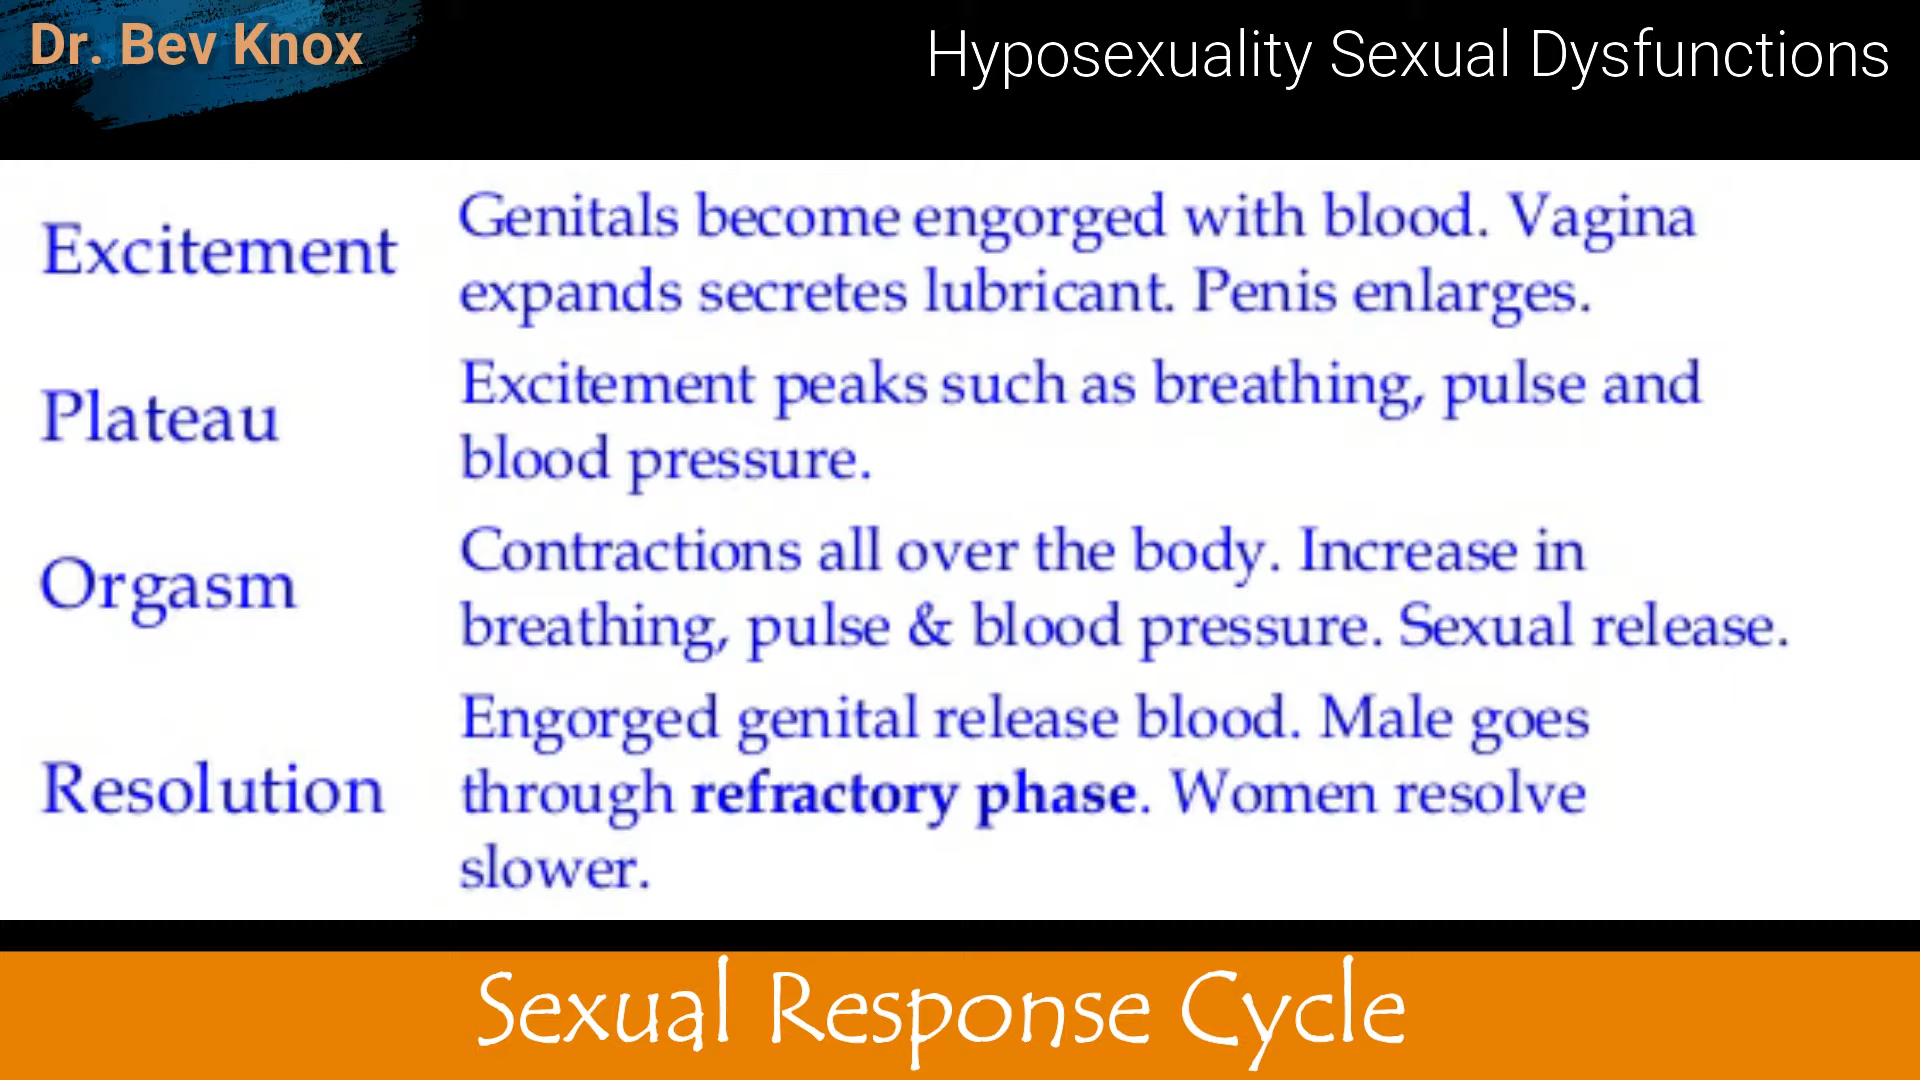 Dr. Bev Knox
Hyposexuality Sexual Dysfunctions
Excitement
Genitals become engorged with blood. Vagina
expands secretes lubricant. Penis enlarges.
Plateau
Excitement peaks such as breathing, pulse and
blood pressure.
Orgasm
Contractions all over the body. Increase in
breathing, pulse & blood pressure. Sexual release.
Resolution
Engorged genital release blood. Male goes
through refractory phase. Women resolve
slower.
Sexual Response Cycle